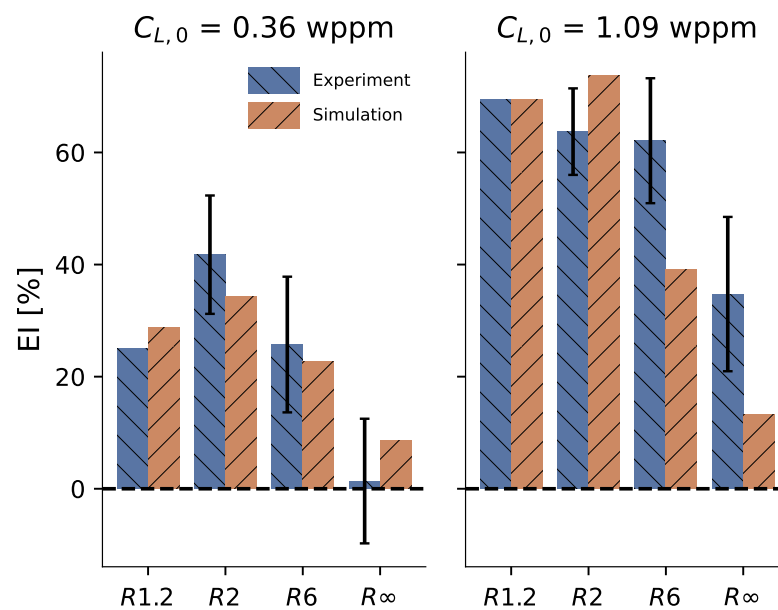 C_{L,0} = 0.36 wppm
C_{L,0} = 1.09 wppm
Experiment
Simulation
EI [%]
60
40
20
0
R1.2 R2 R6 R∞
R1.2 R2 R6 R∞